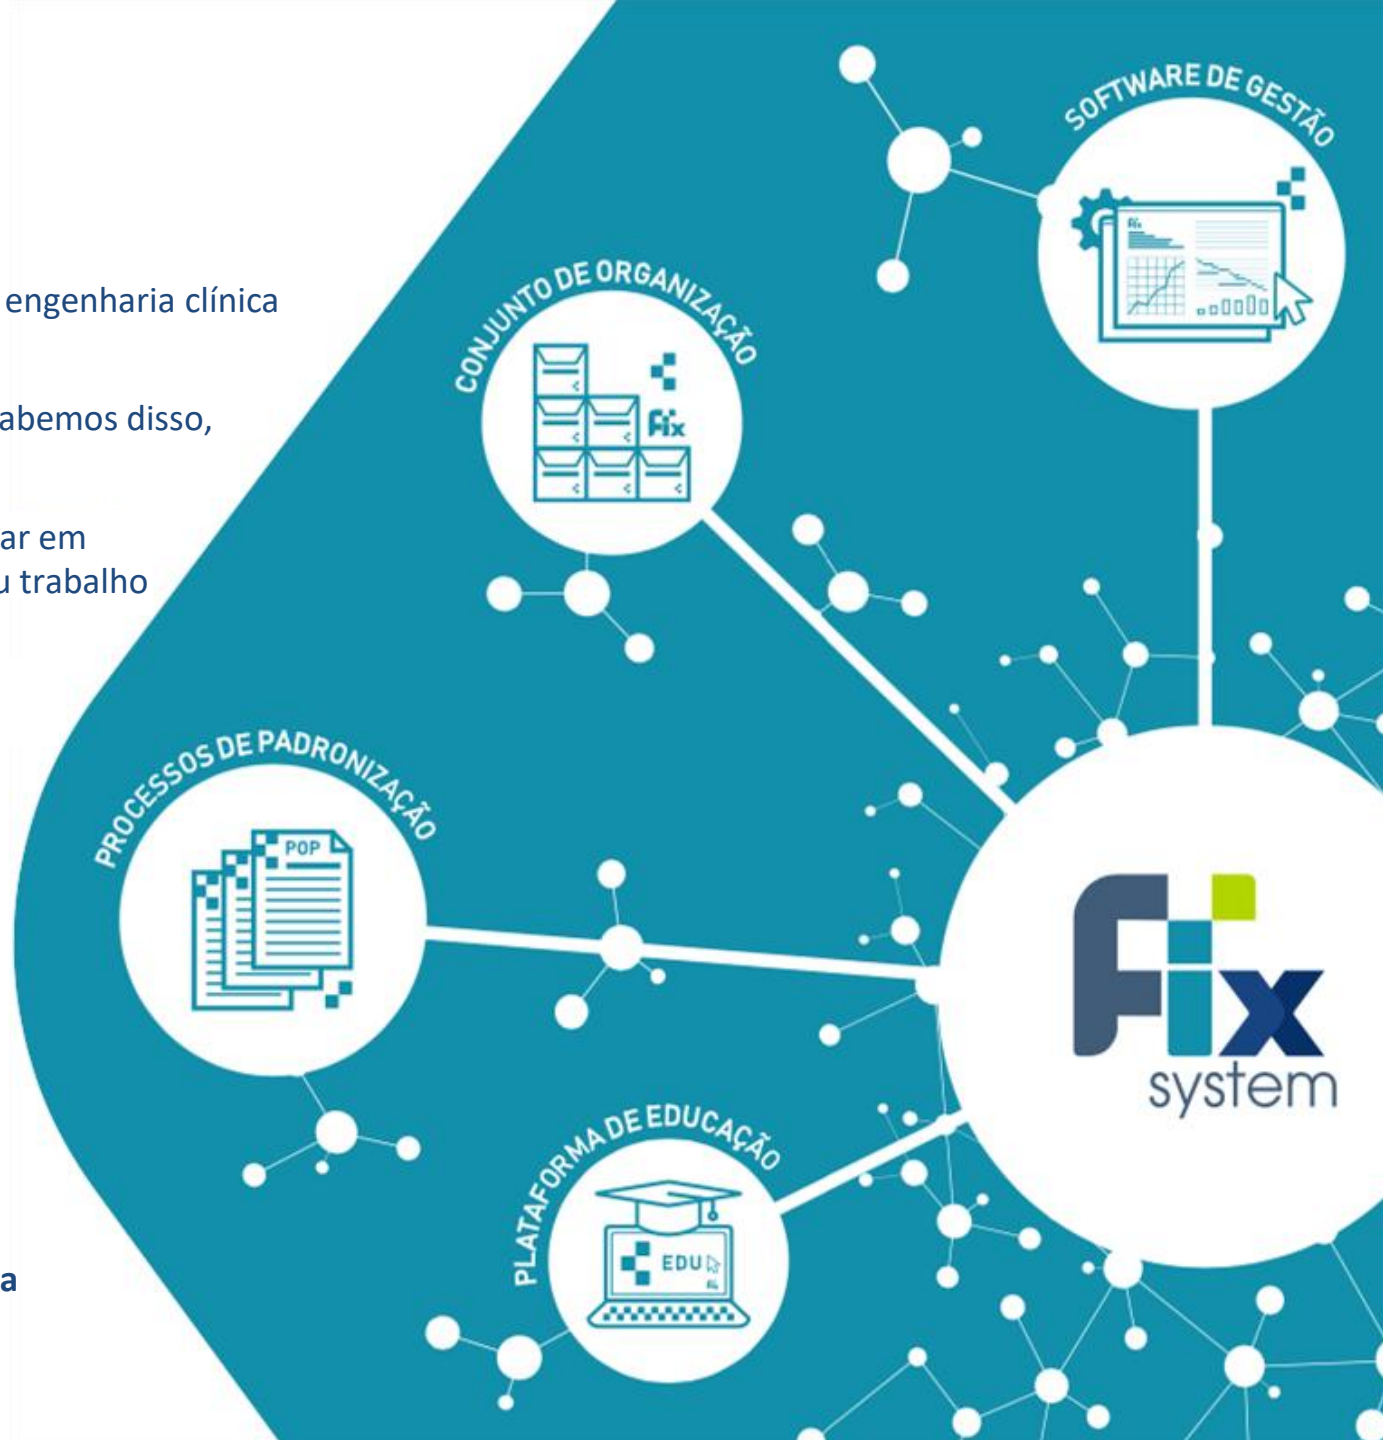 engenharia clínica
abemos disso,
ar em
u trabalho
a
SOFTWARE DE GESTÃO
Fix
CONJUNTO DE ORGANIZAÇÃO
Fix
PROCESSOS DE PADRONIZAÇÃO
POP
Fix
system
PLATAFORMA DE EDUCAÇÃO
EDU